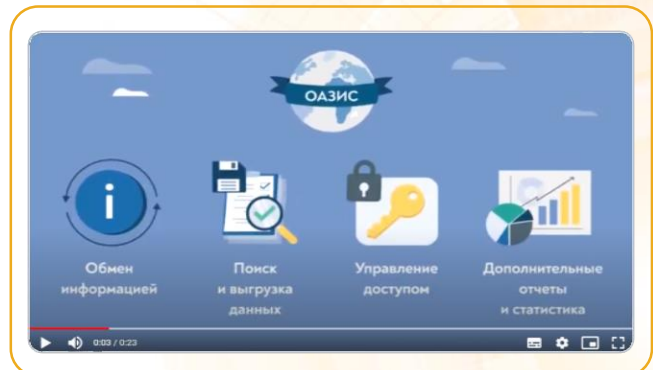 ОАЗИС
Обмен
информацией
Поиск
и выгрузка
данных
Управление
доступом
Дополнительные
отчеты
и статистика
0:03 / 0:23